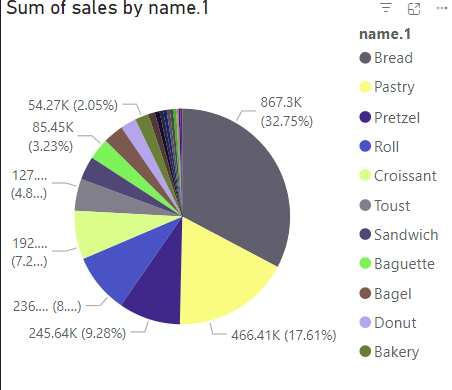 Sum of sales by name.1
name.1
Bread
Pastry
Pretzel
Roll
Croissant
Toust
Sandwich
Baguette
Bagel
Donut
Bakery
867.3K
(32.75%)
466.41K (17.61%)
245.64K (9.28%)
236.... (8....)
192....
(7.2...)
127....
(4.8...)
85.45K
(3.23%)
54.27K (2.05%)